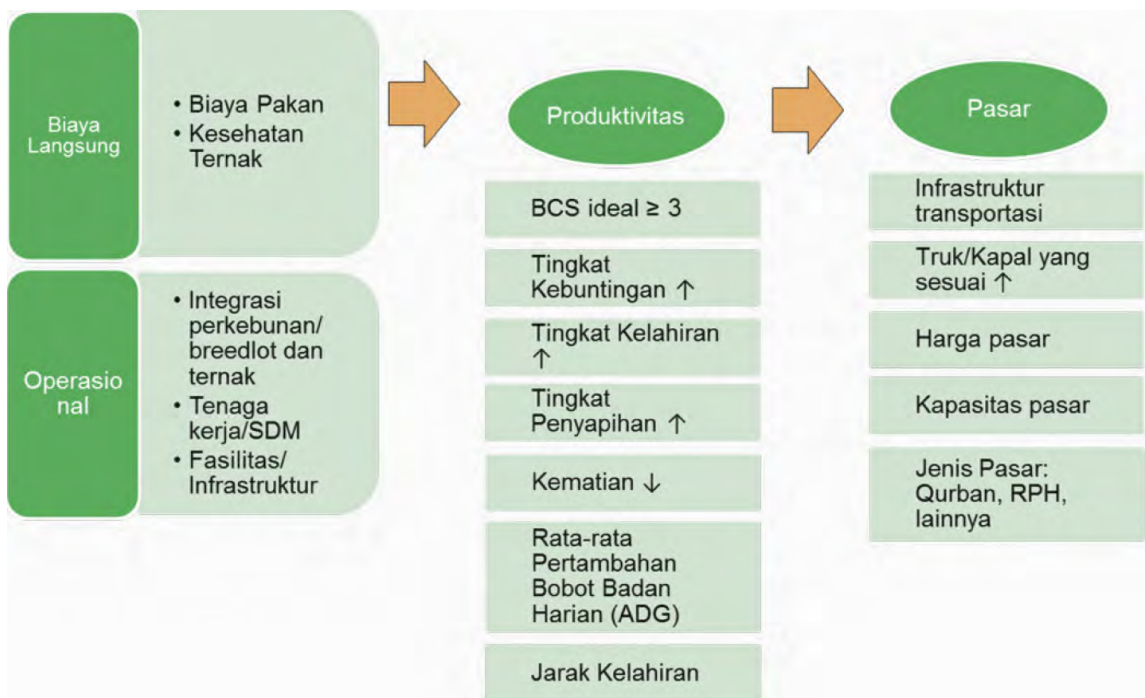 Biaya
Langsung
• Biaya Pakan
• Kesehatan
Ternak
Operasio
nal
• Integrasi
perkebunan/
breedlot dan
ternak
• Tenaga
kerja/SDM
• Fasilitas/
Infrastruktur
Produktivitas
BCS ideal ≥ 3
Tingkat
Kebuntingan ↑
Tingkat Kelahiran
↑
Tingkat
Penyapihan ↑
Kematian ↓
Rata-rata
Pertambahan
Bobot Badan
Harian (ADG)
Jarak Kelahiran
Pasar
Infrastruktur
transportasi
Truk/Kapal yang
sesuai ↑
Harga pasar
Kapasitas pasar
Jenis Pasar:
Qurban, RPH,
lainnya